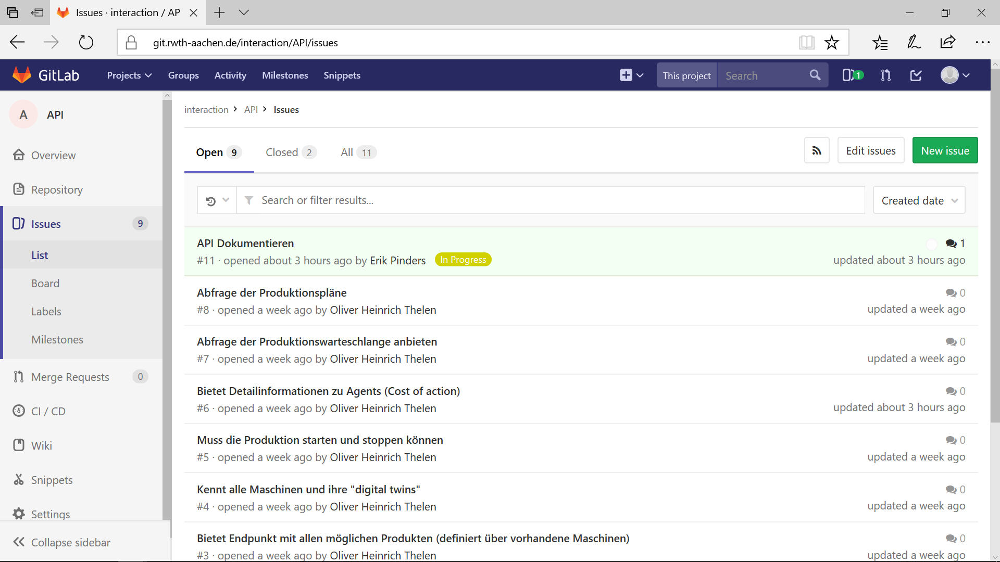 Issues · interaction / AP
git.rwth-aachen.de/interaction/API/issues
GitLab Projects Groups Activity Milestones Snippets This project Search 1
A API
Overview
Repository
Issues 9
List
Board
Labels
Milestones
Merge Requests 0
CI / CD
Wiki
Snippets
Settings
Collapse sidebar
interaction > API > Issues
Open 9 Closed 2 All 11 Edit issues New issue
Search or filter results... Created date
API Dokumentieren 1
#11 · opened about 3 hours ago by Erik Pinders In Progress updated about 3 hours ago
Abfrage der Produktionspläne 0
#8 · opened a week ago by Oliver Heinrich Thelen updated a week ago
Abfrage der Produktionswarteschlange anbieten 0
#7 · opened a week ago by Oliver Heinrich Thelen updated a week ago
Bietet Detailinformationen zu Agents (Cost of action) 0
#6 · opened a week ago by Oliver Heinrich Thelen updated about 3 hours ago
Muss die Produktion starten und stoppen können 0
#5 · opened a week ago by Oliver Heinrich Thelen updated a week ago
Kennt alle Maschinen und ihre "digital twins" 0
#4 · opened a week ago by Oliver Heinrich Thelen updated a week ago
Bietet Endpunkt mit allen möglichen Produkten (definiert über vorhandene Maschinen) 0
#3 · opened a week ago by Oliver Heinrich Thelen updated a week ago